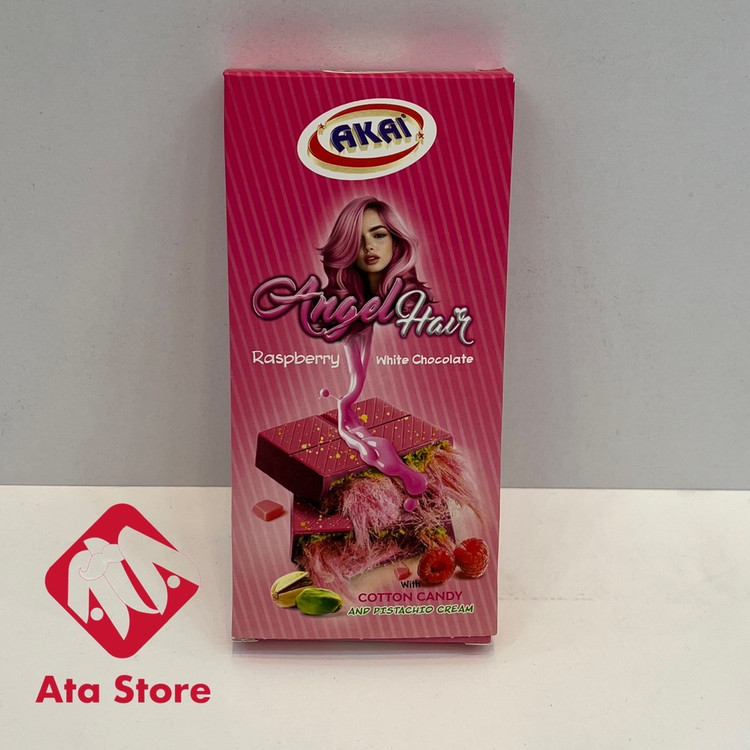 AKAI
Angel Hair
Raspberry White Chocolate
With
COTTON CANDY
AND PISTACHIO CREAM
Ata Store